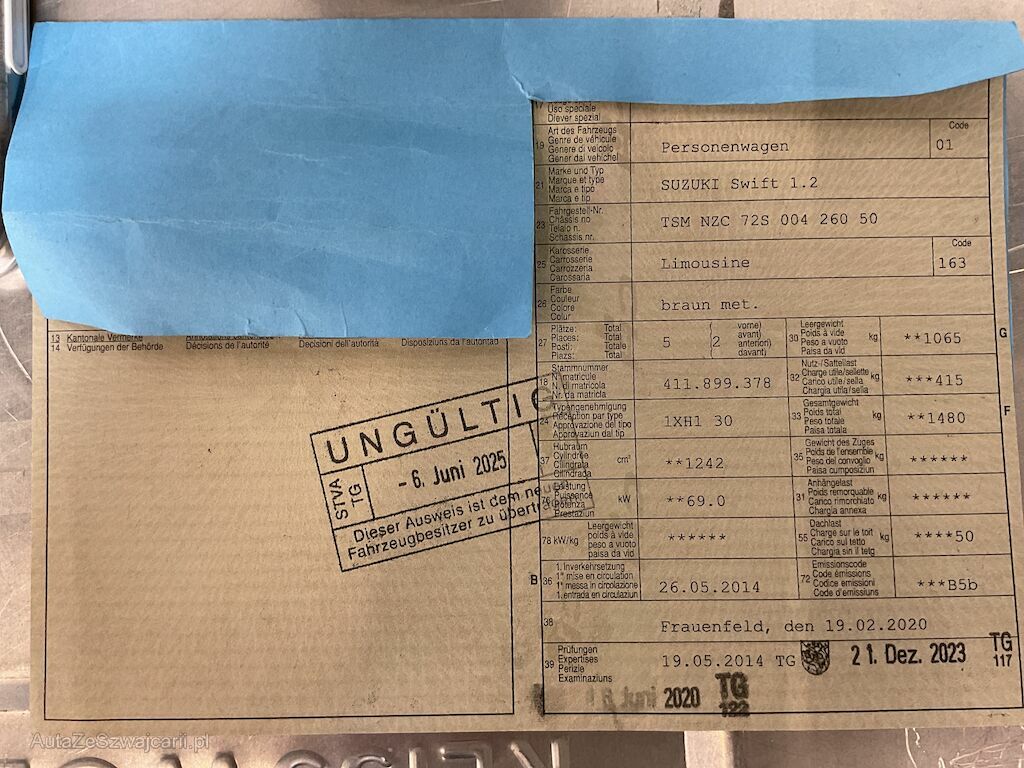 Uso speciale
Diever spezial
19 Art des Fahrzeugs
Genre de véhicule
Genere di veicolo
Gener dal vehichel
Personenwagen
Code
01
21 Marke und Typ
Marque et type
Marca e tipo
Marca e tip
SUZUKI Swift 1.2
23 Fahrgestell-Nr.
Châssis no
Telaio n.
Schassis nr.
TSM NZC 72S 004 260 50
25 Karosserie
Carrosserie
Carrozzeria
Carossaria
Limousine
Code
163
26 Farbe
Couleur
Colore
Colur
braun met.
27 Plätze: Total
Places: Total
Posti: Totale
Plazs: Total
5
(2
vorne)
avant)
anteriori)
davant)
30 Leergewicht
Poids à vide
Peso a vuoto
Paisa da vid
kg
**1065
G
18 Stammnummer
N° matricule
N. di matricola
Nr. da matricla
411.899.378
32 Nutz-/Sattellast
Charge utile/sellette
Carico utile/sella
Chargia utila/sella
kg
***415
24 Typengenehmigung
Réception par type
Approvazione del tipo
Approvaziun dal tip
1XH1 30
33 Gesamtgewicht
Poids total
Peso totale
Paisa totala
kg
**1480
F
37 Hubraum
Cylindrée
Cilindrata
Cilindrada
cm³
**1242
35 Gewicht des Zuges
Poids de l'ensemble
Peso del convoglio
Paisa cumposiziun
kg
******
76 Leistung
Puissance
Potenza
Prestaziun
kW
**69.0
31 Anhängelast
Poids remorquable
Carico rimorchiato
Chargia annexa
kg
******
78 kW/kg
Leergewicht
poids à vide
peso a vuoto
paisa da vid
******
55 Dachlast
Charge sur le toit
Carico sul tetto
Chargia sin il tetg
kg
****50
B 36 1. Inverkehrsetzung
1re mise en circulation
1a messa in circolazione
1. entrada en circulaziun
26.05.2014
72 Emissionscode
Code émissions
Codice emissioni
Code d'emissiuns
***B5b
38
Frauenfeld, den 19.02.2020
39 Prüfungen
Expertises
Perizie
Examinaziuns
19.05.2014 TG
21. Dez. 2023
TG
117
Juni 2020
TG
122
13 Kantonale Vermerke
14 Verfügungen der Behörde
Décisions de l'autorité
Decisioni dell'autorità
Disposiziuns da l'autoritad
UNGÜLTIG
STVA
TG
- 6. Juni 2025
Dieser Ausweis ist dem neuen
Fahrzeugbesitzer zu übertragen
AutaZeSzwajcarii.pl